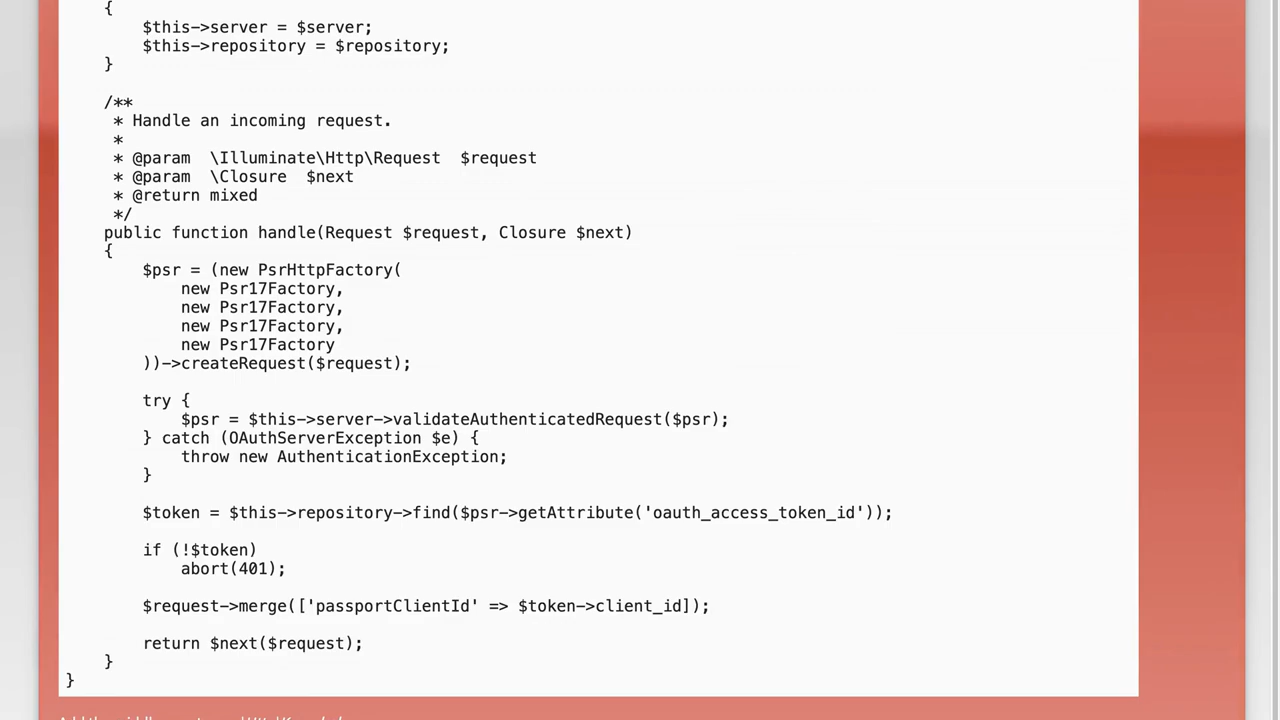 {
$this->server = $server;
$this->repository = $repository;
}
/**
* Handle an incoming request.
*
* @param  \Illuminate\Http\Request  $request
* @param  \Closure  $next
* @return mixed
*/
public function handle(Request $request, Closure $next)
{
$psr = (new PsrHttpFactory(
new Psr17Factory,
new Psr17Factory,
new Psr17Factory,
new Psr17Factory
))->createRequest($request);
try {
$psr = $this->server->validateAuthenticatedRequest($psr);
} catch (OAuthServerException $e) {
throw new AuthenticationException;
}
$token = $this->repository->find($psr->getAttribute('oauth_access_token_id'));
if (!$token)
abort(401);
$request->merge(['passportClientId' => $token->client_id]);
return $next($request);
}
}